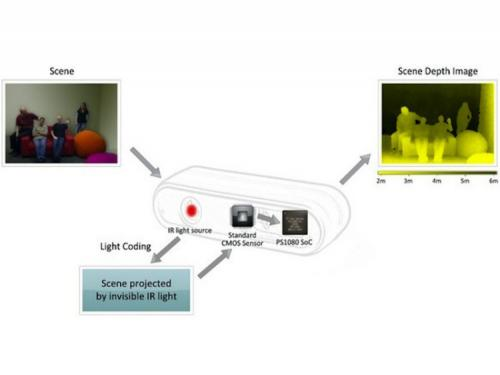 Scene
Scene Depth Image
2m 3m 4m 5m 6m
IR light source
Standard
CMOS Sensor
PS1080 SoC
Light Coding
Scene projected
by invisible IR light